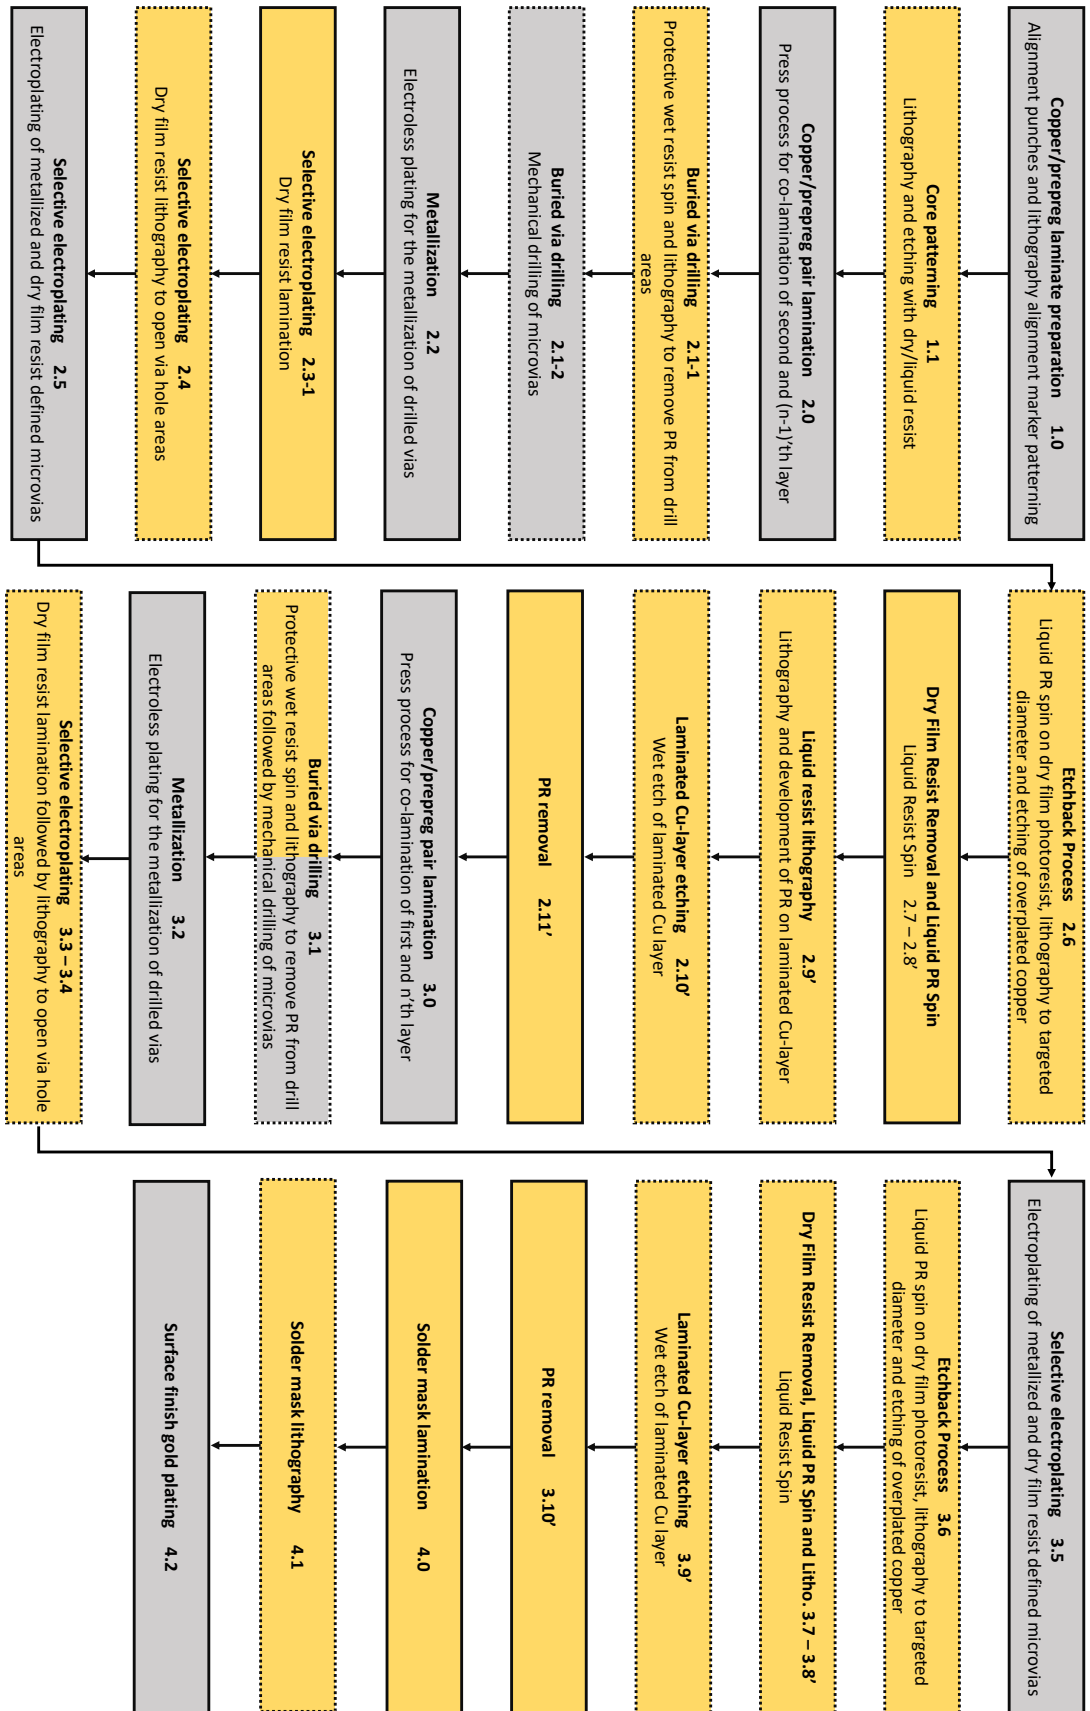 Copper/prepreg laminate preparation 1.0
Alignment punches and lithography alignment marker patterning
Core patterning 1.1
Lithography and etching with dry/liquid resist
Copper/prepreg pair lamination 2.0
Press process for co-lamination of second and (n-1)'th layer
Buried via drilling 2.1-1
Protective wet resist spin and lithography to remove PR from drill
areas
Buried via drilling 2.1-2
Mechanical drilling of microvias
Metallization 2.2
Electroless plating for the metallization of drilled vias
Selective electroplating 2.3-1
Dry film resist lamination
Selective electroplating 2.4
Dry film resist lithography to open via hole areas
Selective electroplating 2.5
Electroplating of metallized and dry film resist defined microvias
Etchback Process 2.6
Liquid PR spin on dry film photoresist, lithography to targeted
diameter and etching of overplated copper
Dry Film Resist Removal and Liquid PR Spin
Liquid Resist Spin 2.7 – 2.8’
Liquid resist lithography 2.9’
Lithography and development of PR on laminated Cu-layer
Laminated Cu-layer etching 2.10’
Wet etch of laminated Cu layer
PR removal 2.11’
Copper/prepreg pair lamination 3.0
Press process for co-lamination of first and n’th layer
Buried via drilling 3.1
Protective wet resist spin and lithography to remove PR from drill
areas followed by mechanical drilling of microvias
Metallization 3.2
Electroless plating for the metallization of drilled vias
Selective electroplating 3.3 – 3.4
Dry film resist lamination followed by lithography to open via hole
areas
Selective electroplating 3.5
Electroplating of metallized and dry film resist defined microvias
Etchback Process 3.6
Liquid PR spin on dry film photoresist, lithography to targeted
diameter and etching of overplated copper
Dry Film Resist Removal, Liquid PR Spin and Litho. 3.7 – 3.8’
Liquid Resist Spin
Laminated Cu-layer etching 3.9’
Wet etch of laminated Cu layer
PR removal 3.10’
Solder mask lamination 4.0
Solder mask lithography 4.1
Surface finish gold plating 4.2